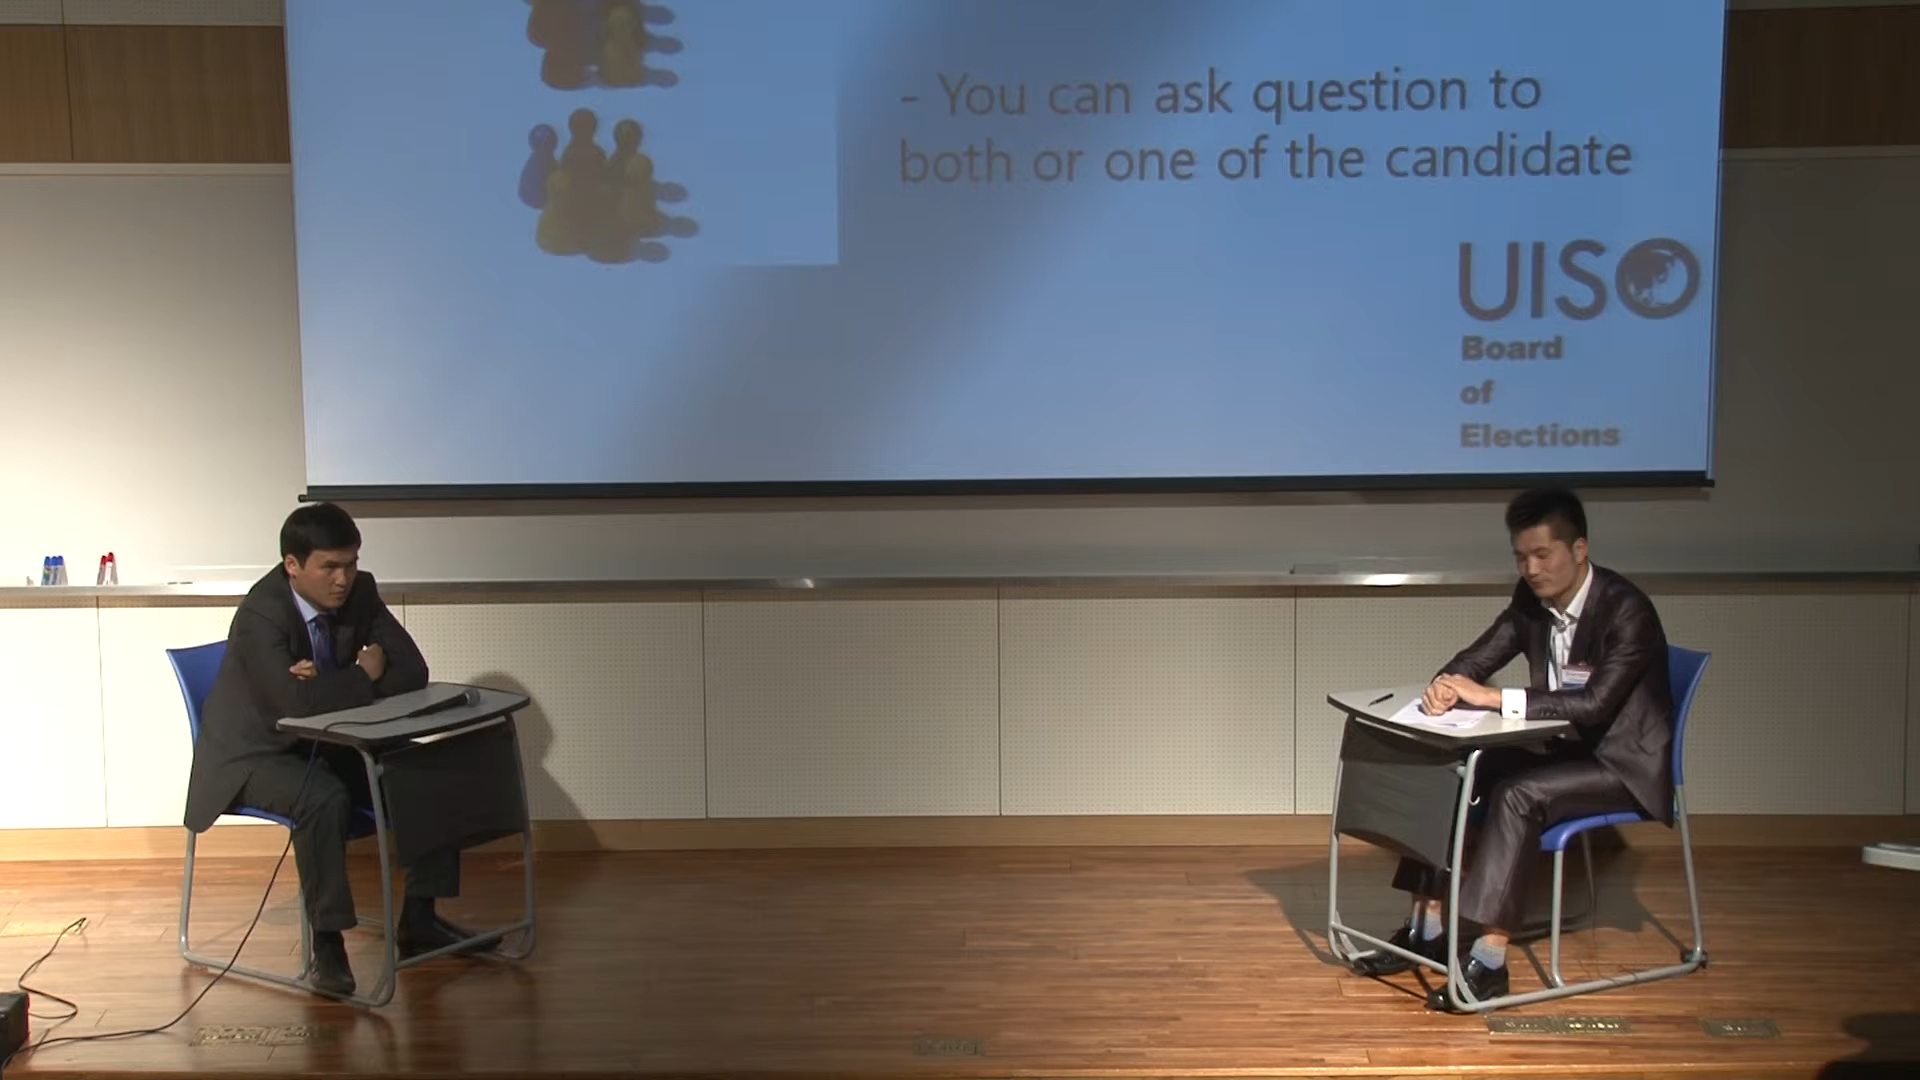 - You can ask question to
both or one of the candidate
UISO
Board
of
Elections